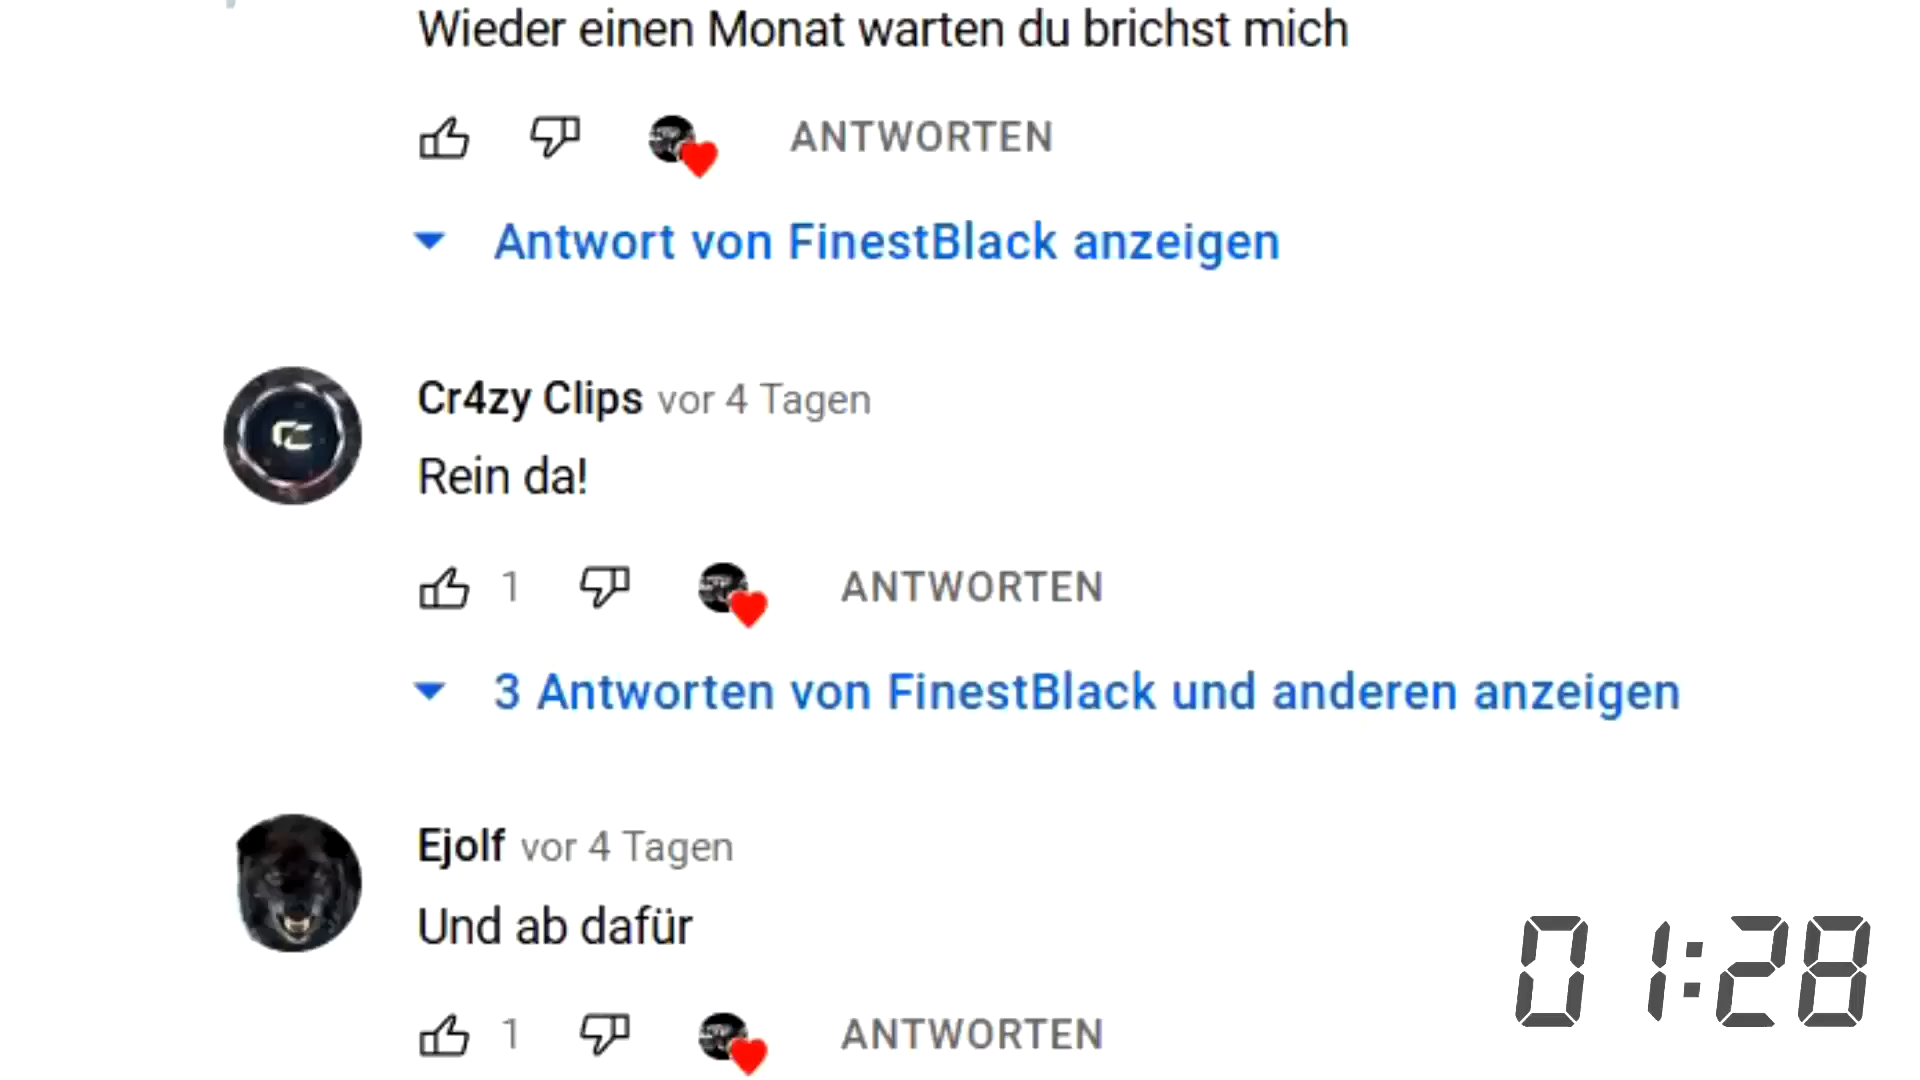 Wieder einen Monat warten du brichst mich
ANTWORTEN
Antwort von FinestBlack anzeigen
Cr4zy Clips vor 4 Tagen
Rein da!
1 ANTWORTEN
3 Antworten von FinestBlack und anderen anzeigen
Ejolf vor 4 Tagen
Und ab dafür
1 ANTWORTEN
01:28